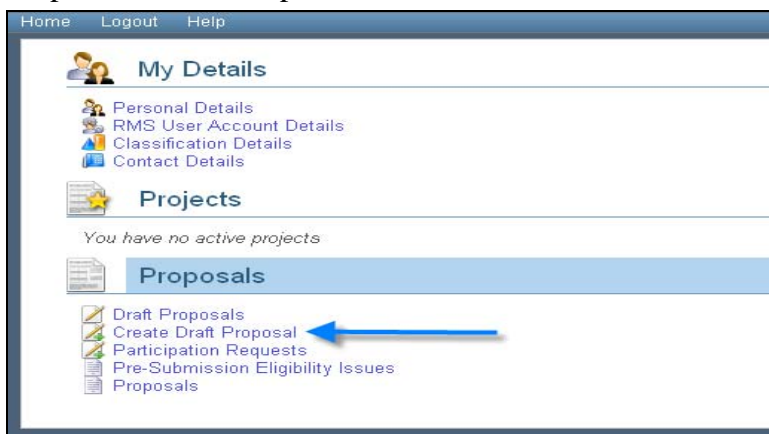 Home Logout Help
My Details
Personal Details
RMS User Account Details
Classification Details
Contact Details
Projects
You have no active projects
Proposals
Draft Proposals
Create Draft Proposal
Participation Requests
Pre-Submission Eligibility Issues
Proposals